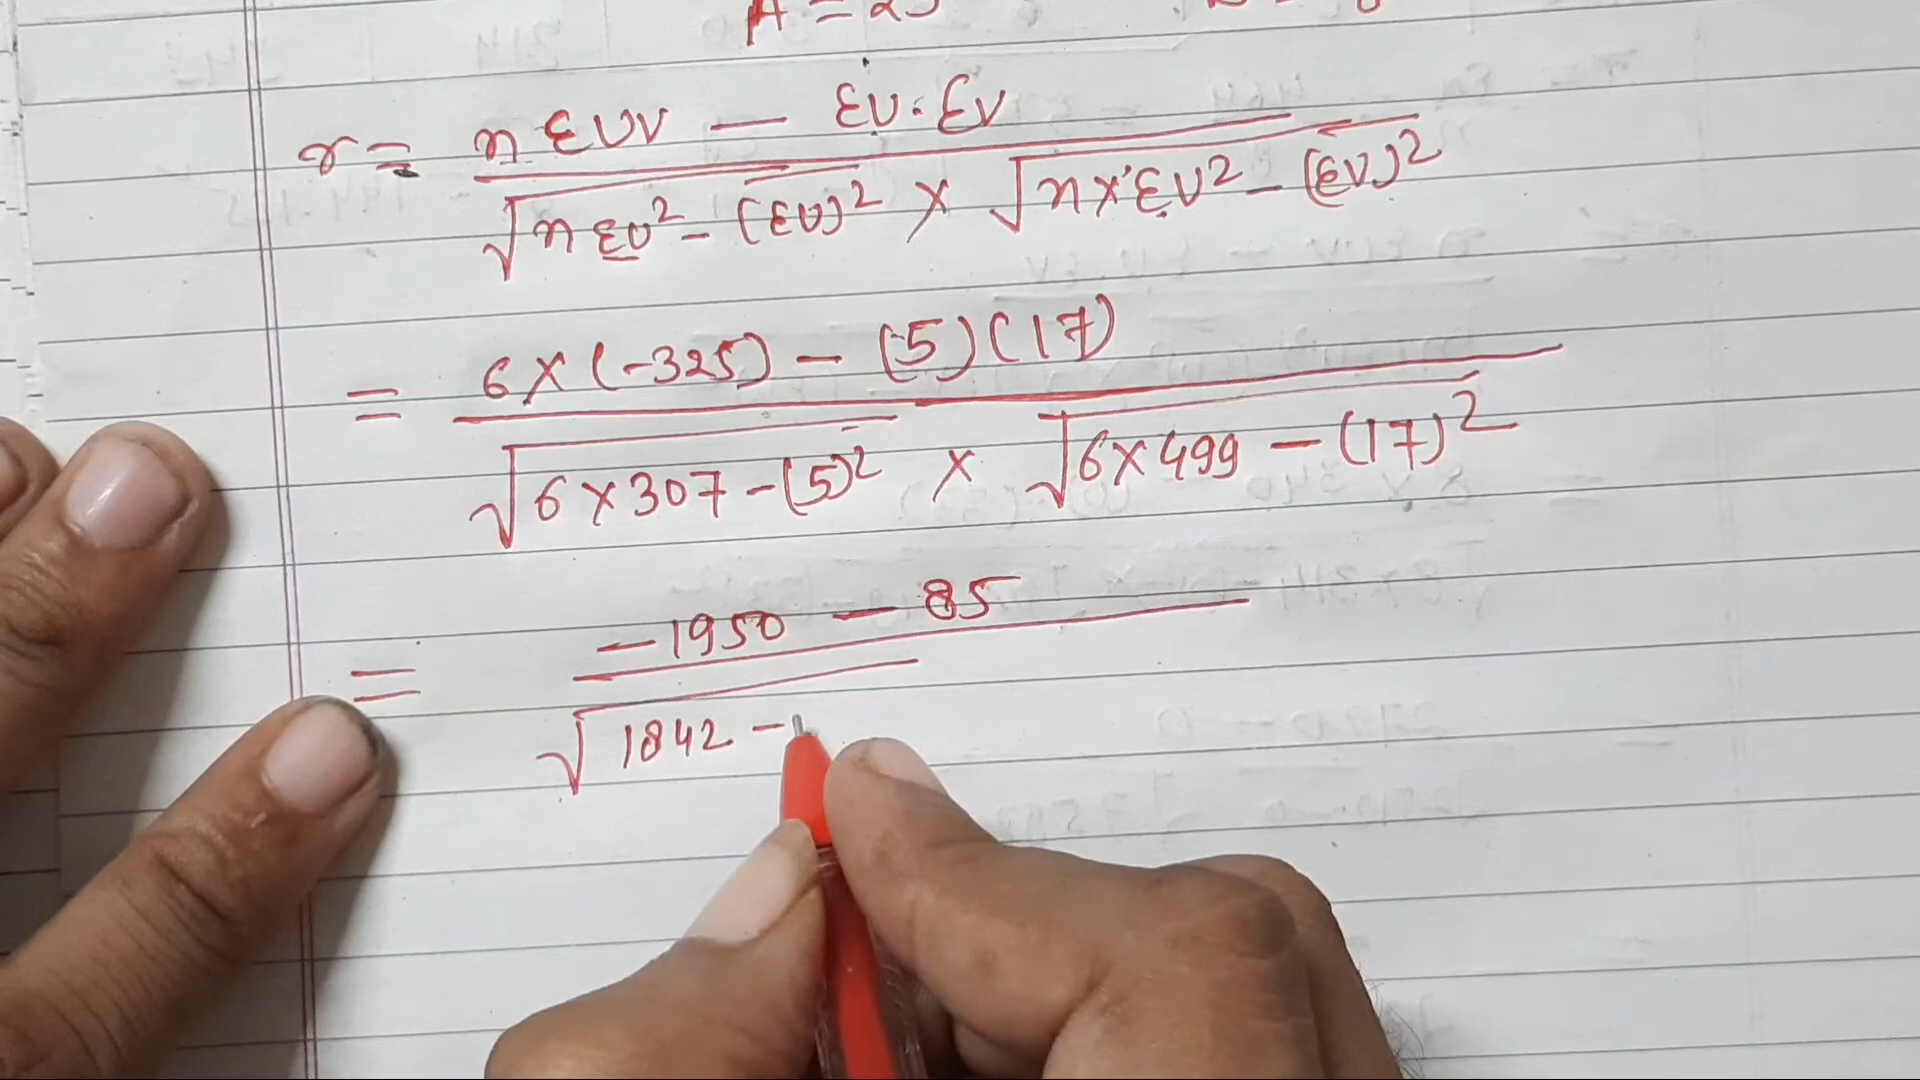 r = n ΣUV — ΣU·ΣV
√n ΣU² - (ΣU)² × √n × ΣV² - (ΣV)²
= 6 × (-325) - (5)(17)
√6 × 307 - (5)² × √6 × 499 - (17)²
= -1950 - 85
√1842 -